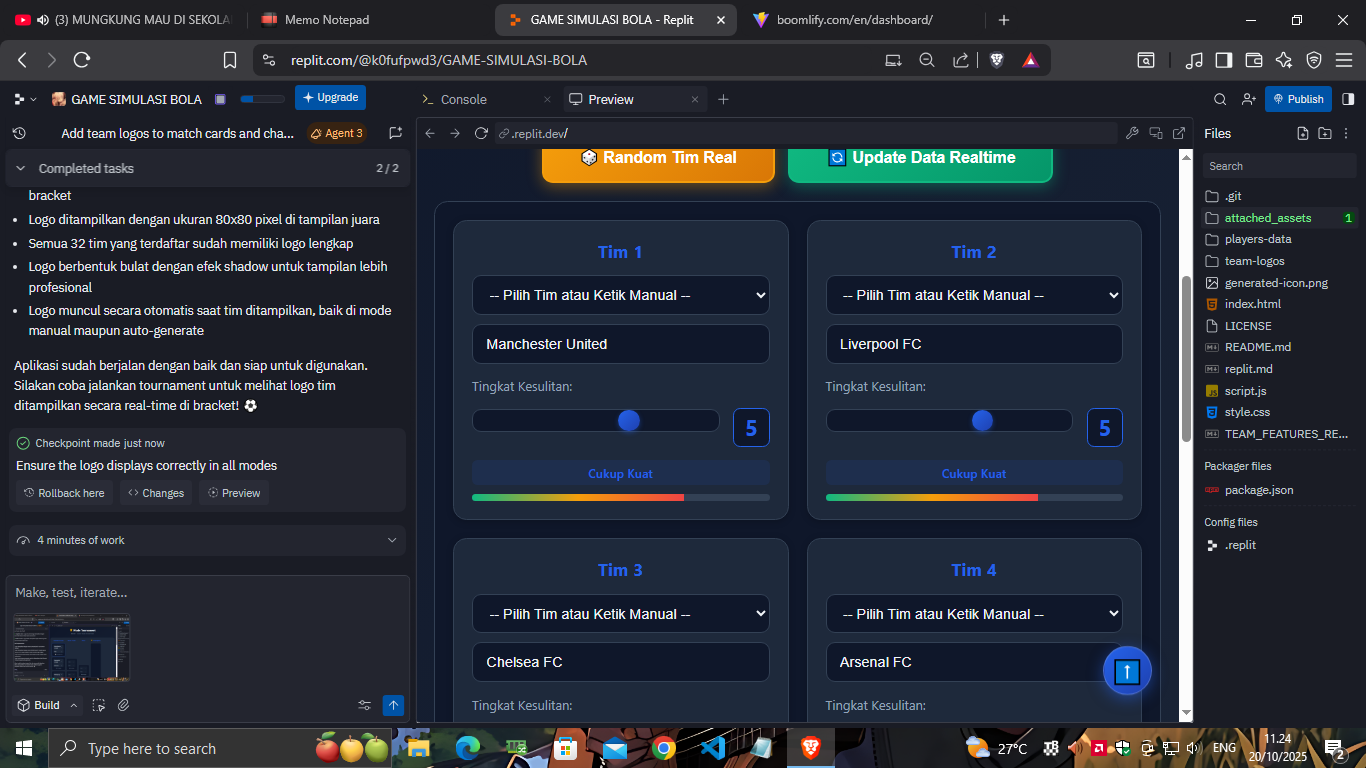 (3) MUNGKUNG MAU DI SEKOLA
Memo Notepad
GAME SIMULASI BOLA - Replit
boomlify.com/en/dashboard/
replit.com/@k0fufpwd3/GAME-SIMULASI-BOLA
GAME SIMULASI BOLA
Upgrade
Console
Preview
Publish
Add team logos to match cards and cha...
Agent 3
.replit.dev/
Files
Completed tasks
2 / 2
bracket
• Logo ditampilkan dengan ukuran 80x80 pixel di tampilan juara
• Semua 32 tim yang terdaftar sudah memiliki logo lengkap
• Logo berbentuk bulat dengan efek shadow untuk tampilan lebih
profesional
• Logo muncul secara otomatis saat tim ditampilkan, baik di mode
manual maupun auto-generate
Aplikasi sudah berjalan dengan baik dan siap untuk digunakan.
Silakan coba jalankan tournament untuk melihat logo tim
ditampilkan secara real-time di bracket! ⚽
Checkpoint made just now
Ensure the logo displays correctly in all modes
Rollback here
Changes
Preview
4 minutes of work
Make, test, iterate...
Build
🎲 Random Tim Real
🔄 Update Data Realtime
Tim 1
-- Pilih Tim atau Ketik Manual --
Manchester United
Tingkat Kesulitan:
5
Cukup Kuat
Tim 2
-- Pilih Tim atau Ketik Manual --
Liverpool FC
Tingkat Kesulitan:
5
Cukup Kuat
Tim 3
-- Pilih Tim atau Ketik Manual --
Chelsea FC
Tingkat Kesulitan:
Tim 4
-- Pilih Tim atau Ketik Manual --
Arsenal FC
Tingkat Kesulitan:
Search
.git
attached_assets
1
players-data
team-logos
generated-icon.png
index.html
LICENSE
README.md
replit.md
script.js
style.css
TEAM_FEATURES_RE...
Packager files
package.json
Config files
.replit
Type here to search
27°C
ENG
11.24
20/10/2025
2